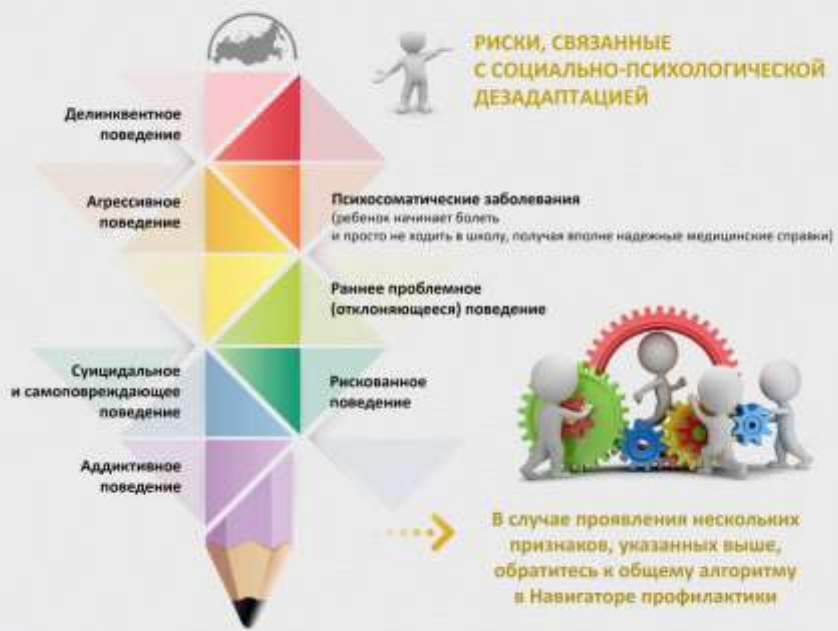 РИСКИ, СВЯЗАННЫЕ
С СОЦИАЛЬНО-ПСИХОЛОГИЧЕСКОЙ
ДЕЗАДАПТАЦИЕЙ
Делинквентное
поведение
Агрессивное
поведение
Психосоматические заболевания
(ребенок начинает болеть
и просто не ходить в школу, получая вполне надежные медицинские справки)
Раннее проблемное
(отклоняющееся) поведение
Суицидальное
и самоповреждающее
поведение
Рискованное
поведение
Аддиктивное
поведение
В случае проявления нескольких
признаков, указанных выше,
обратитесь к общему алгоритму
в Навигаторе профилактики